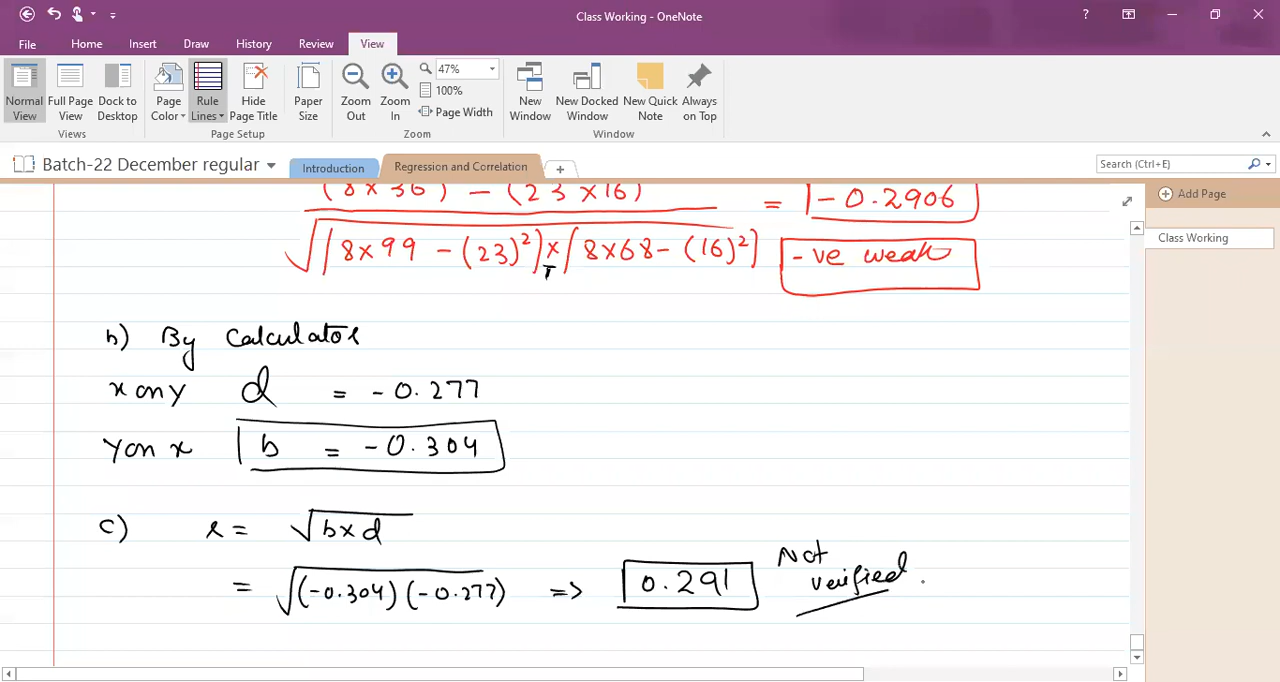 Class Working - OneNote
File Home Insert Draw History Review View
47%
100%
Page Width
Normal View
Full Page View
Dock to Desktop
Page Color
Rule Lines
Hide Page Title
Paper Size
Zoom Out
Zoom In
New Window
New Docked Window
New Quick Note
Always on Top
Views Page Setup Zoom Window
Batch-22 December regular Introduction Regression and Correlation Search (Ctrl+E)
Add Page
Class Working
(8 x 36) - (23 x 16)
= - 0.2906
√[8 x 99 - (23)²] x [8 x 68 - (16)²]
-ve weak
b) By Calculator
x on y d = - 0.277
y on x b = - 0.304
c) r = √b x d
= √(-0.304) (-0.277) => 0.291
Not verified.